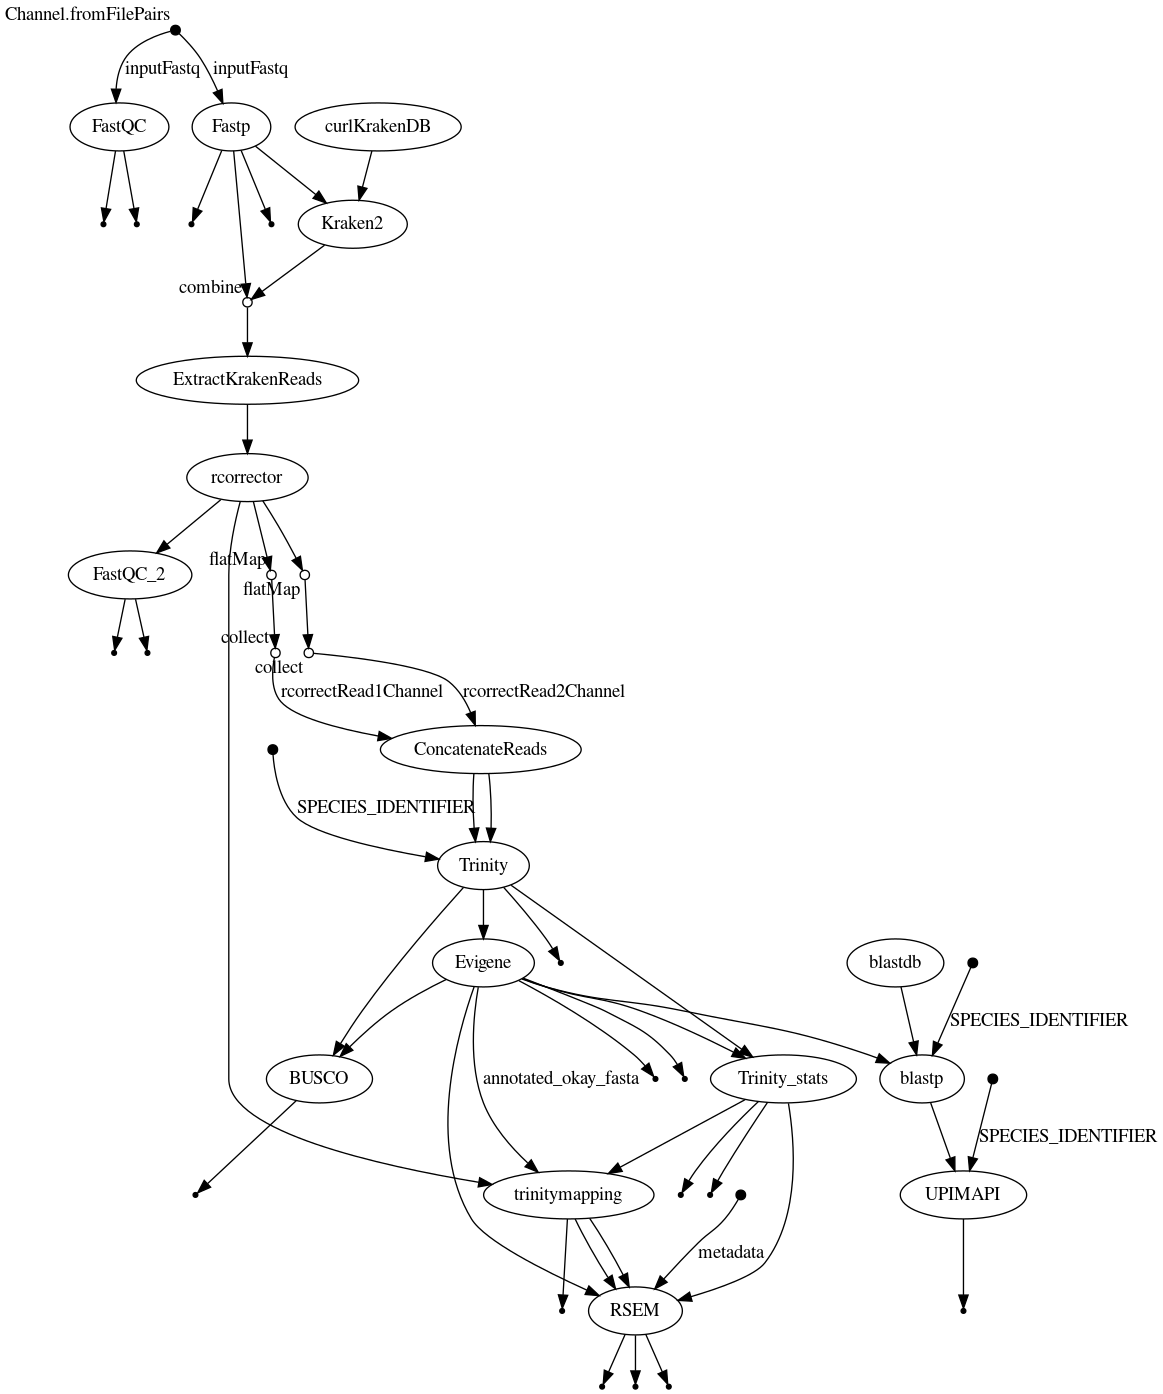 Channel.fromFilePairs
inputFastq
inputFastq
FastQC
Fastp
curlKrakenDB
Kraken2
combine
ExtractKrakenReads
rcorrector
flatMap
FastQC_2
flatMap
collect
collect
rcorrectRead1Channel
rcorrectRead2Channel
ConcatenateReads
SPECIES_IDENTIFIER
Trinity
Evigene
blastdb
SPECIES_IDENTIFIER
BUSCO
annotated_okay_fasta
Trinity_stats
blastp
SPECIES_IDENTIFIER
trinitymapping
UPIMAPI
metadata
RSEM